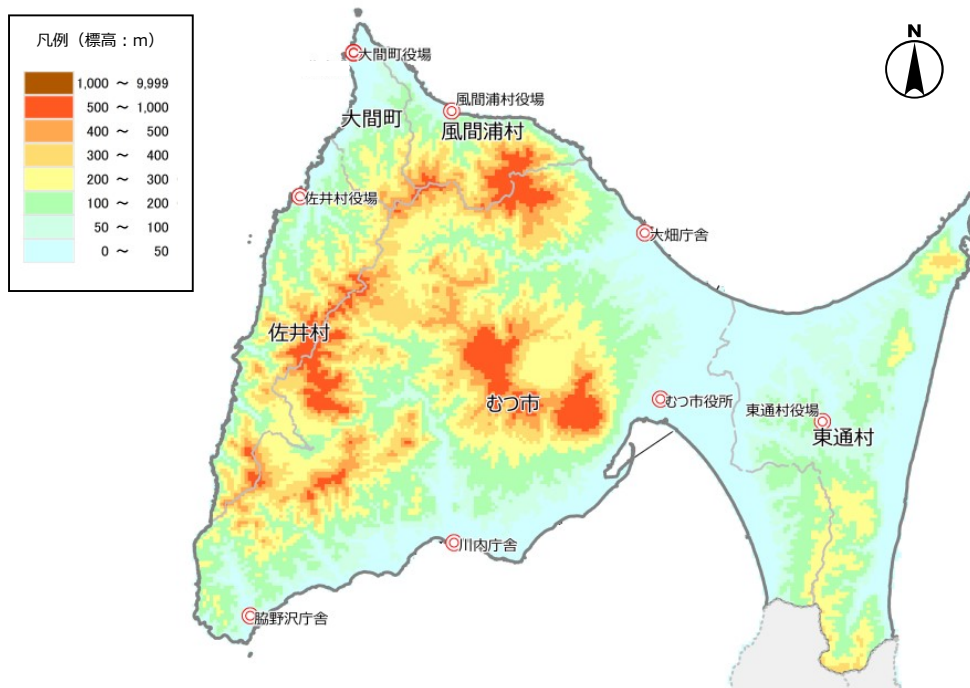 凡例（標高：m）
1,000 ～ 9,999
500 ～ 1,000
400 ～ 500
300 ～ 400
200 ～ 300
100 ～ 200
50 ～ 100
0 ～ 50
N
大間町役場
風間浦村役場
大間町
風間浦村
佐井村役場
大畑庁舎
佐井村
むつ市
むつ市役所
東通村役場
東通村
川内庁舎
脇野沢庁舎